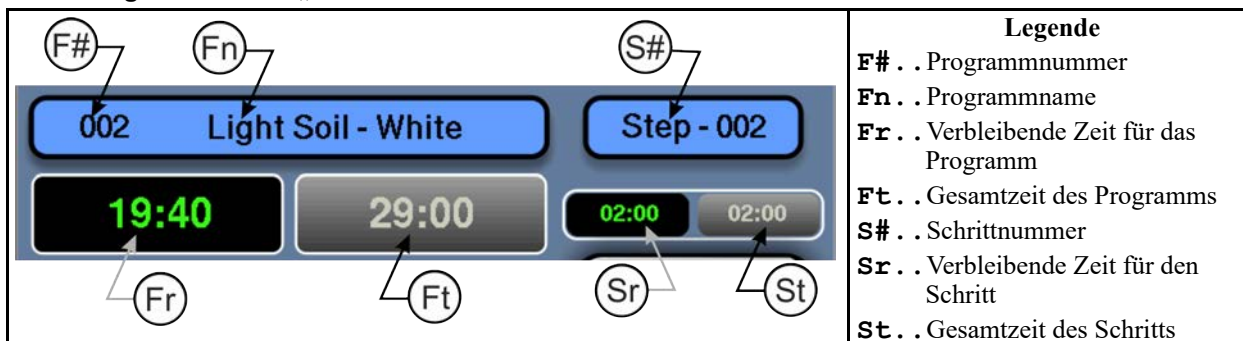 F# Fn S#
002 Light Soil - White Step - 002
19:40 29:00 02:00 02:00
Fr Ft Sr St
Legende
F#..Programmnummer
Fn..Programmname
Fr..Verbleibende Zeit für das
Programm
Ft..Gesamtzeit des Programms
S#..Schrittnummer
Sr..Verbleibende Zeit für den
Schritt
St..Gesamtzeit des Schritts